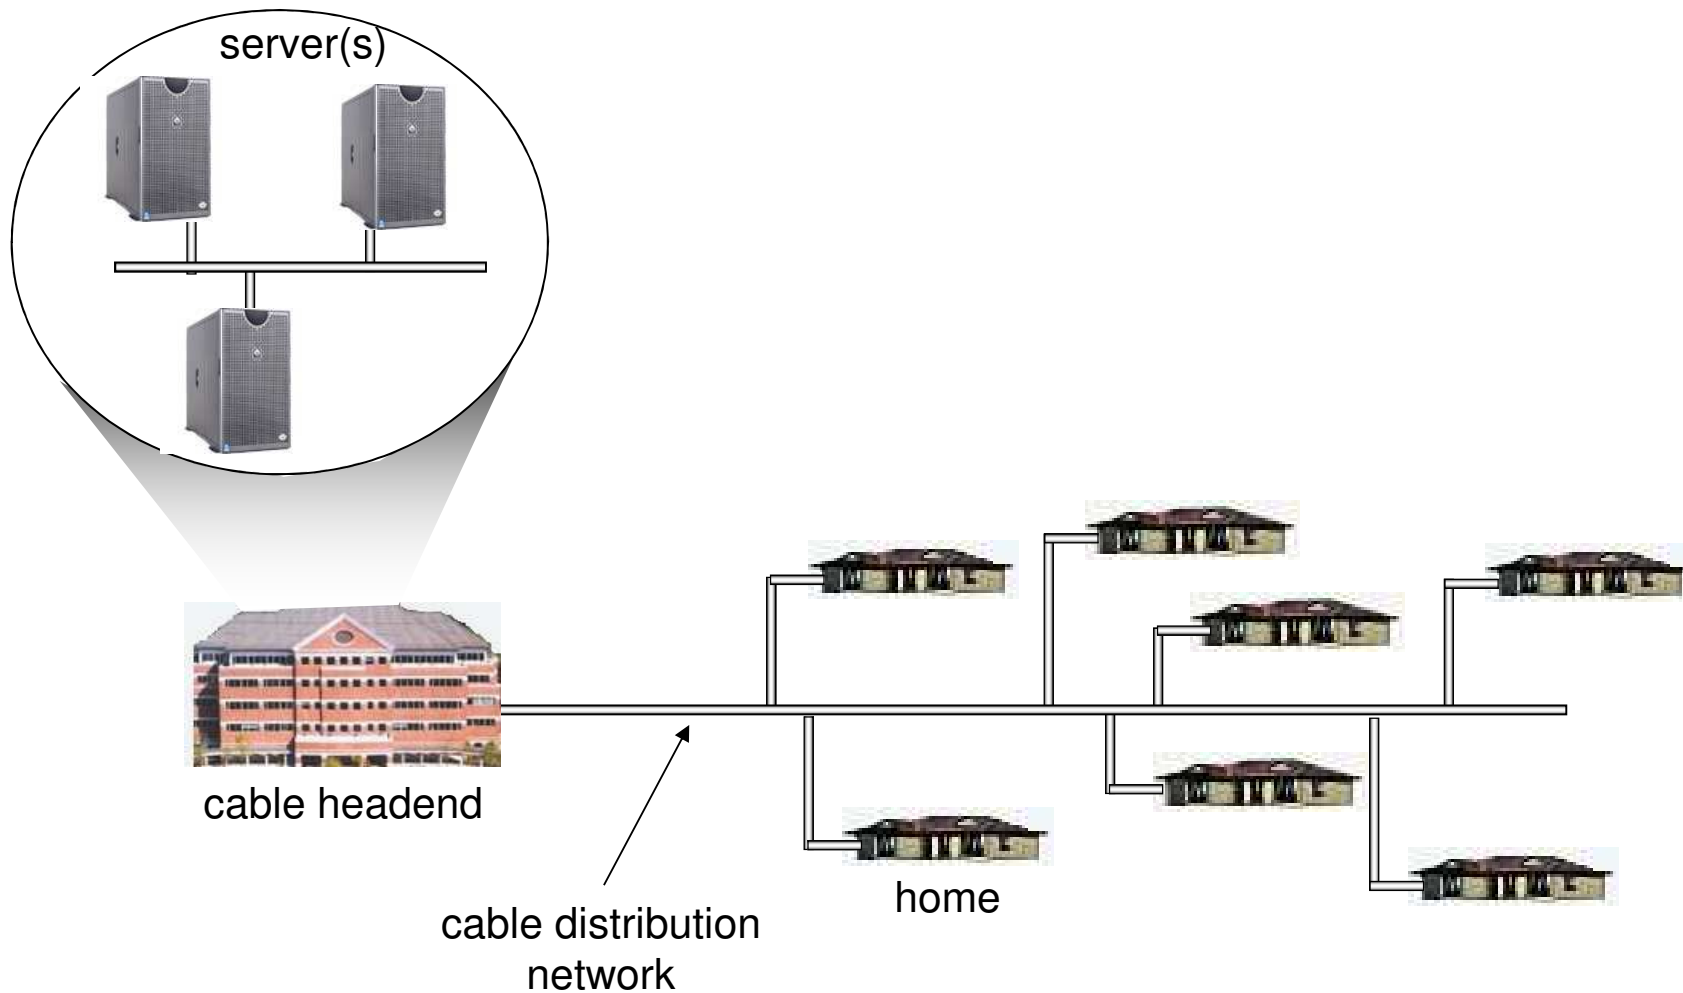 server(s)
cable headend
home
cable distribution
network